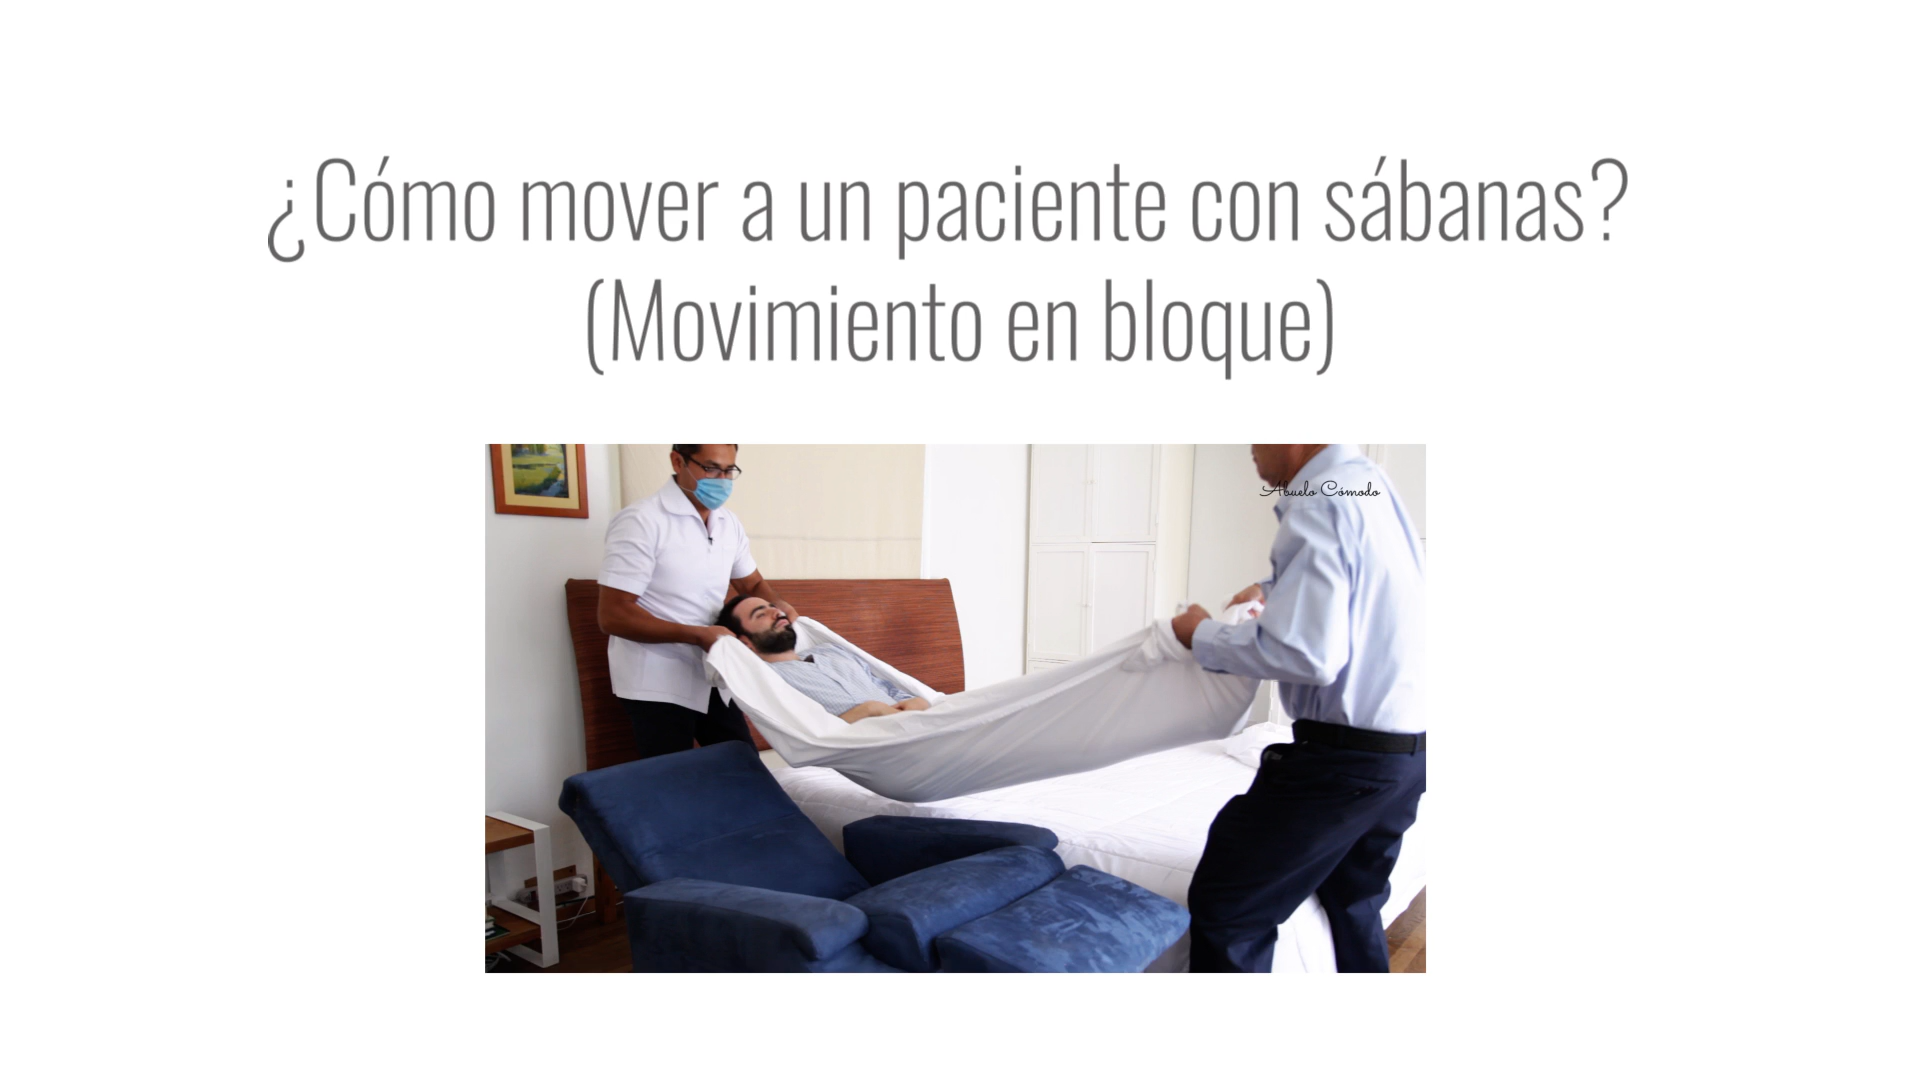 ¿Cómo mover a un paciente con sábanas?
(Movimiento en bloque)
Abuelo Cómodo